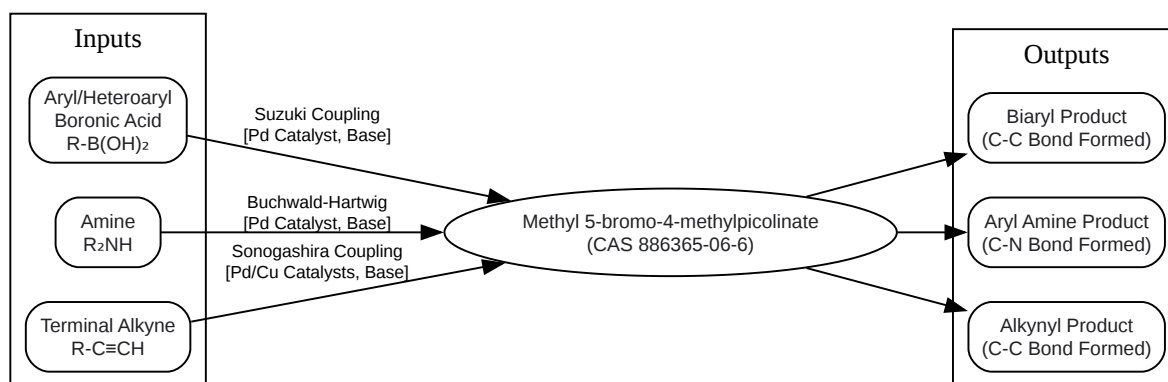 Inputs
Aryl/Heteroaryl
Boronic Acid
R-B(OH)₂
Amine
R₂NH
Terminal Alkyne
R-C≡CH
Suzuki Coupling
[Pd Catalyst, Base]
Buchwald-Hartwig
[Pd Catalyst, Base]
Sonogashira Coupling
[Pd/Cu Catalysts, Base]
Methyl 5-bromo-4-methylpicolinate
(CAS 886365-06-6)
Outputs
Biaryl Product
(C-C Bond Formed)
Aryl Amine Product
(C-N Bond Formed)
Alkynyl Product
(C-C Bond Formed)